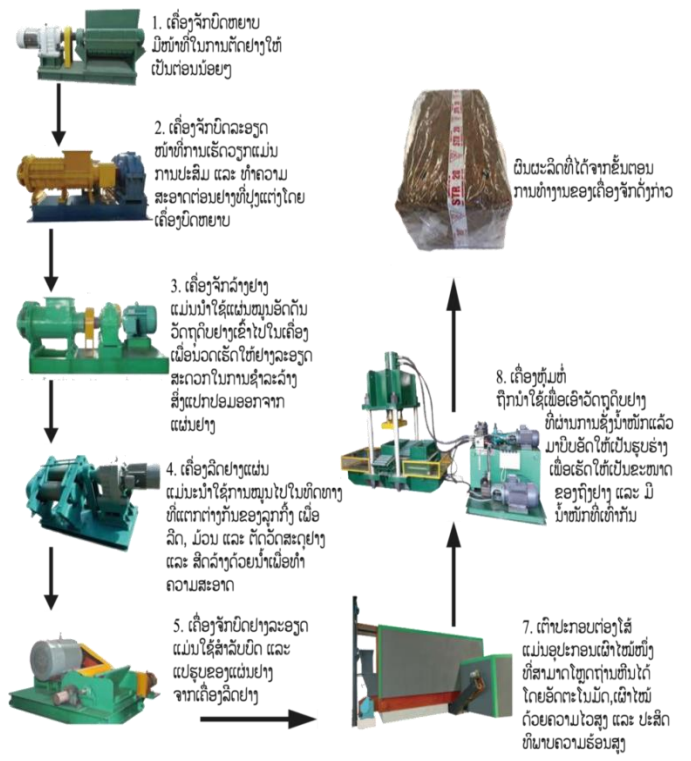 1. ເຄື່ອງຈັກບົດຫຍາບ
ມີໜ້າທີ່ໃນການຕັດຢາງໃຫ້
ເປັນຕ່ອນນ້ອຍໆ
2. ເຄື່ອງຈັກບົດລະອຽດ
ໜ້າທີ່ການເຮັດວຽກແມ່ນ
ການປະສົມ ແລະ ທຳຄວາມ
ສະອາດຕ່ອນຢາງທີ່ປຸງແຕ່ງໂດຍ
ເຄື່ອງບົດຫຍາບ
3. ເຄື່ອງຈັກລ້າງຢາງ
ແມ່ນນຳໃຊ້ແຜ່ນໝຸນອັດດັນ
ວັດຖຸດິບຢາງເຂົ້າໄປໃນເຄື່ອງ
ເພື່ອນວດເຮັດໃຫ້ຢາງລະອຽດ
ສະດວກໃນການຊຳລະລ້າງ
ສິ່ງແປກປອມອອກຈາກ
ແຜ່ນຢາງ
4. ເຄື່ອງລີດຢາງແຜ່ນ
ແມ່ນະນຳໃຊ້ການໝຸນໄປໃນທິດທາງ
ທີ່ແຕກຕ່າງກັນຂອງລູກກິ້ງ ເພື່ອ
ລີດ, ມ້ວນ ແລະ ຕັດວັດສະດຸຢາງ
ແລະ ສີດລ້າງດ້ວຍນ້ຳເພື່ອທຳ
ຄວາມສະອາດ
5. ເຄື່ອງຈັກບົດຢາງລະອຽດ
ແມ່ນໃຊ້ສຳລັບບົດ ແລະ
ແປຮູບຂອງແຜ່ນຢາງ
ຈາກເຄື່ອງລີດຢາງ
7. ເຕົາປະກອບຕ່ອງໂສ້
ແມ່ນອຸປະກອນເຜົາໄໝ້ໜຶ່ງ
ທີ່ສາມາດໂຫຼດຖ່ານຫີນໄດ້
ໂດຍອັດຕະໂນມັດ,ເຜົາໄໝ້
ດ້ວຍຄວາມໄວສູງ ແລະ ປະສິດ
ທິພາບຄວາມຮ້ອນສູງ
8. ເຄື່ອງຫຸ້ມຫໍ່
ຖືກນຳໃຊ້ເພື່ອເອົາວັດຖຸດິບຢາງ
ທີ່ຜ່ານການຊັ່ງນ້ຳໜັກແລ້ວ
ມາບີບອັດໃຫ້ເປັນຮູບຮ່າງ
ເພື່ອເຮັດໃຫ້ເປັນຂະໜາດ
ຂອງຖົງຢາງ ແລະ ມີ
ນ້ຳໜັກທີ່ເທົ່າກັນ
ຜົນຜະລິດທີ່ໄດ້ຈາກຂັ້ນຕອນ
ການທຳງານຂອງເຄື່ອງຈັກດັ່ງກ່າວ
STR 20